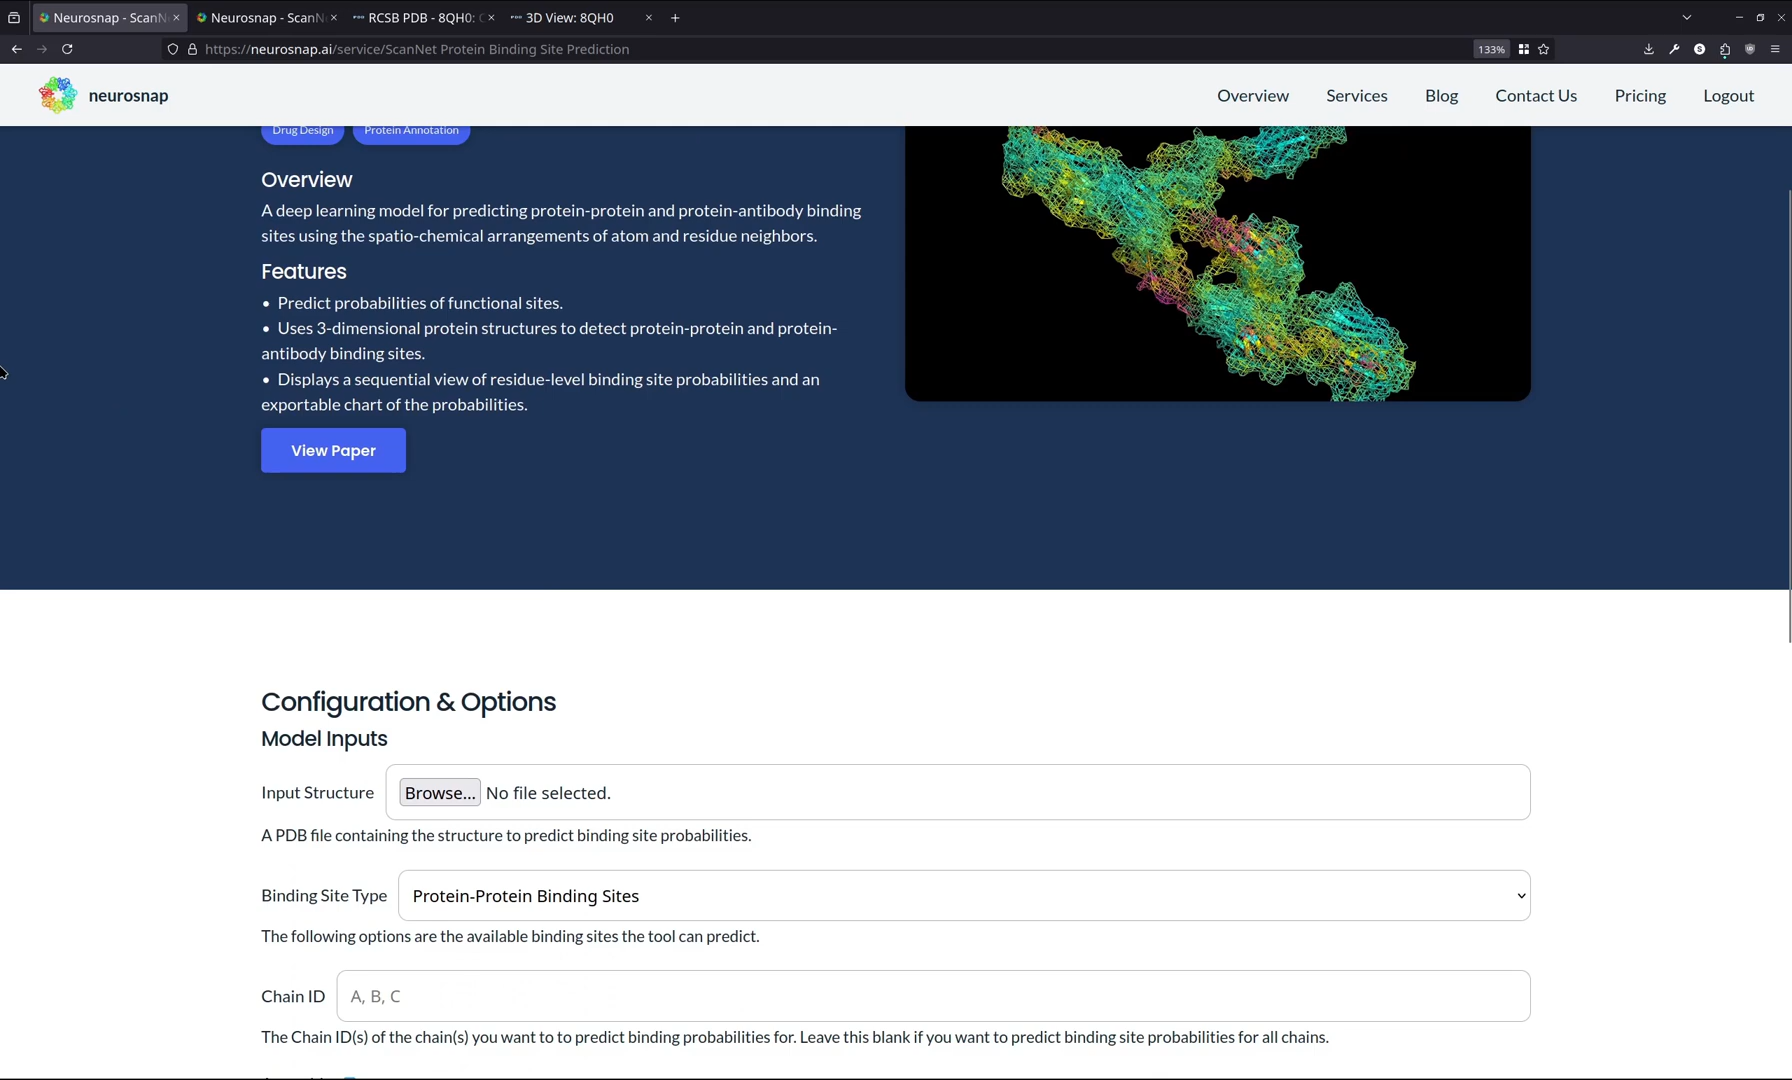 Neurosnap - ScanN
Neurosnap - ScanN
RCSB PDB - 8QH0:
3D View: 8QH0
https://neurosnap.ai/service/ScanNet Protein Binding Site Prediction
133%
neurosnap
Overview
Services
Blog
Contact Us
Pricing
Logout
Drug Design
Protein Annotation
Overview
A deep learning model for predicting protein-protein and protein-antibody binding
sites using the spatio-chemical arrangements of atom and residue neighbors.
Features
• Predict probabilities of functional sites.
• Uses 3-dimensional protein structures to detect protein-protein and protein-
antibody binding sites.
• Displays a sequential view of residue-level binding site probabilities and an
exportable chart of the probabilities.
View Paper
Configuration & Options
Model Inputs
Input Structure
Browse... No file selected.
A PDB file containing the structure to predict binding site probabilities.
Binding Site Type
Protein-Protein Binding Sites
The following options are the available binding sites the tool can predict.
Chain ID
A, B, C
The Chain ID(s) of the chain(s) you want to to predict binding probabilities for. Leave this blank if you want to predict binding site probabilities for all chains.